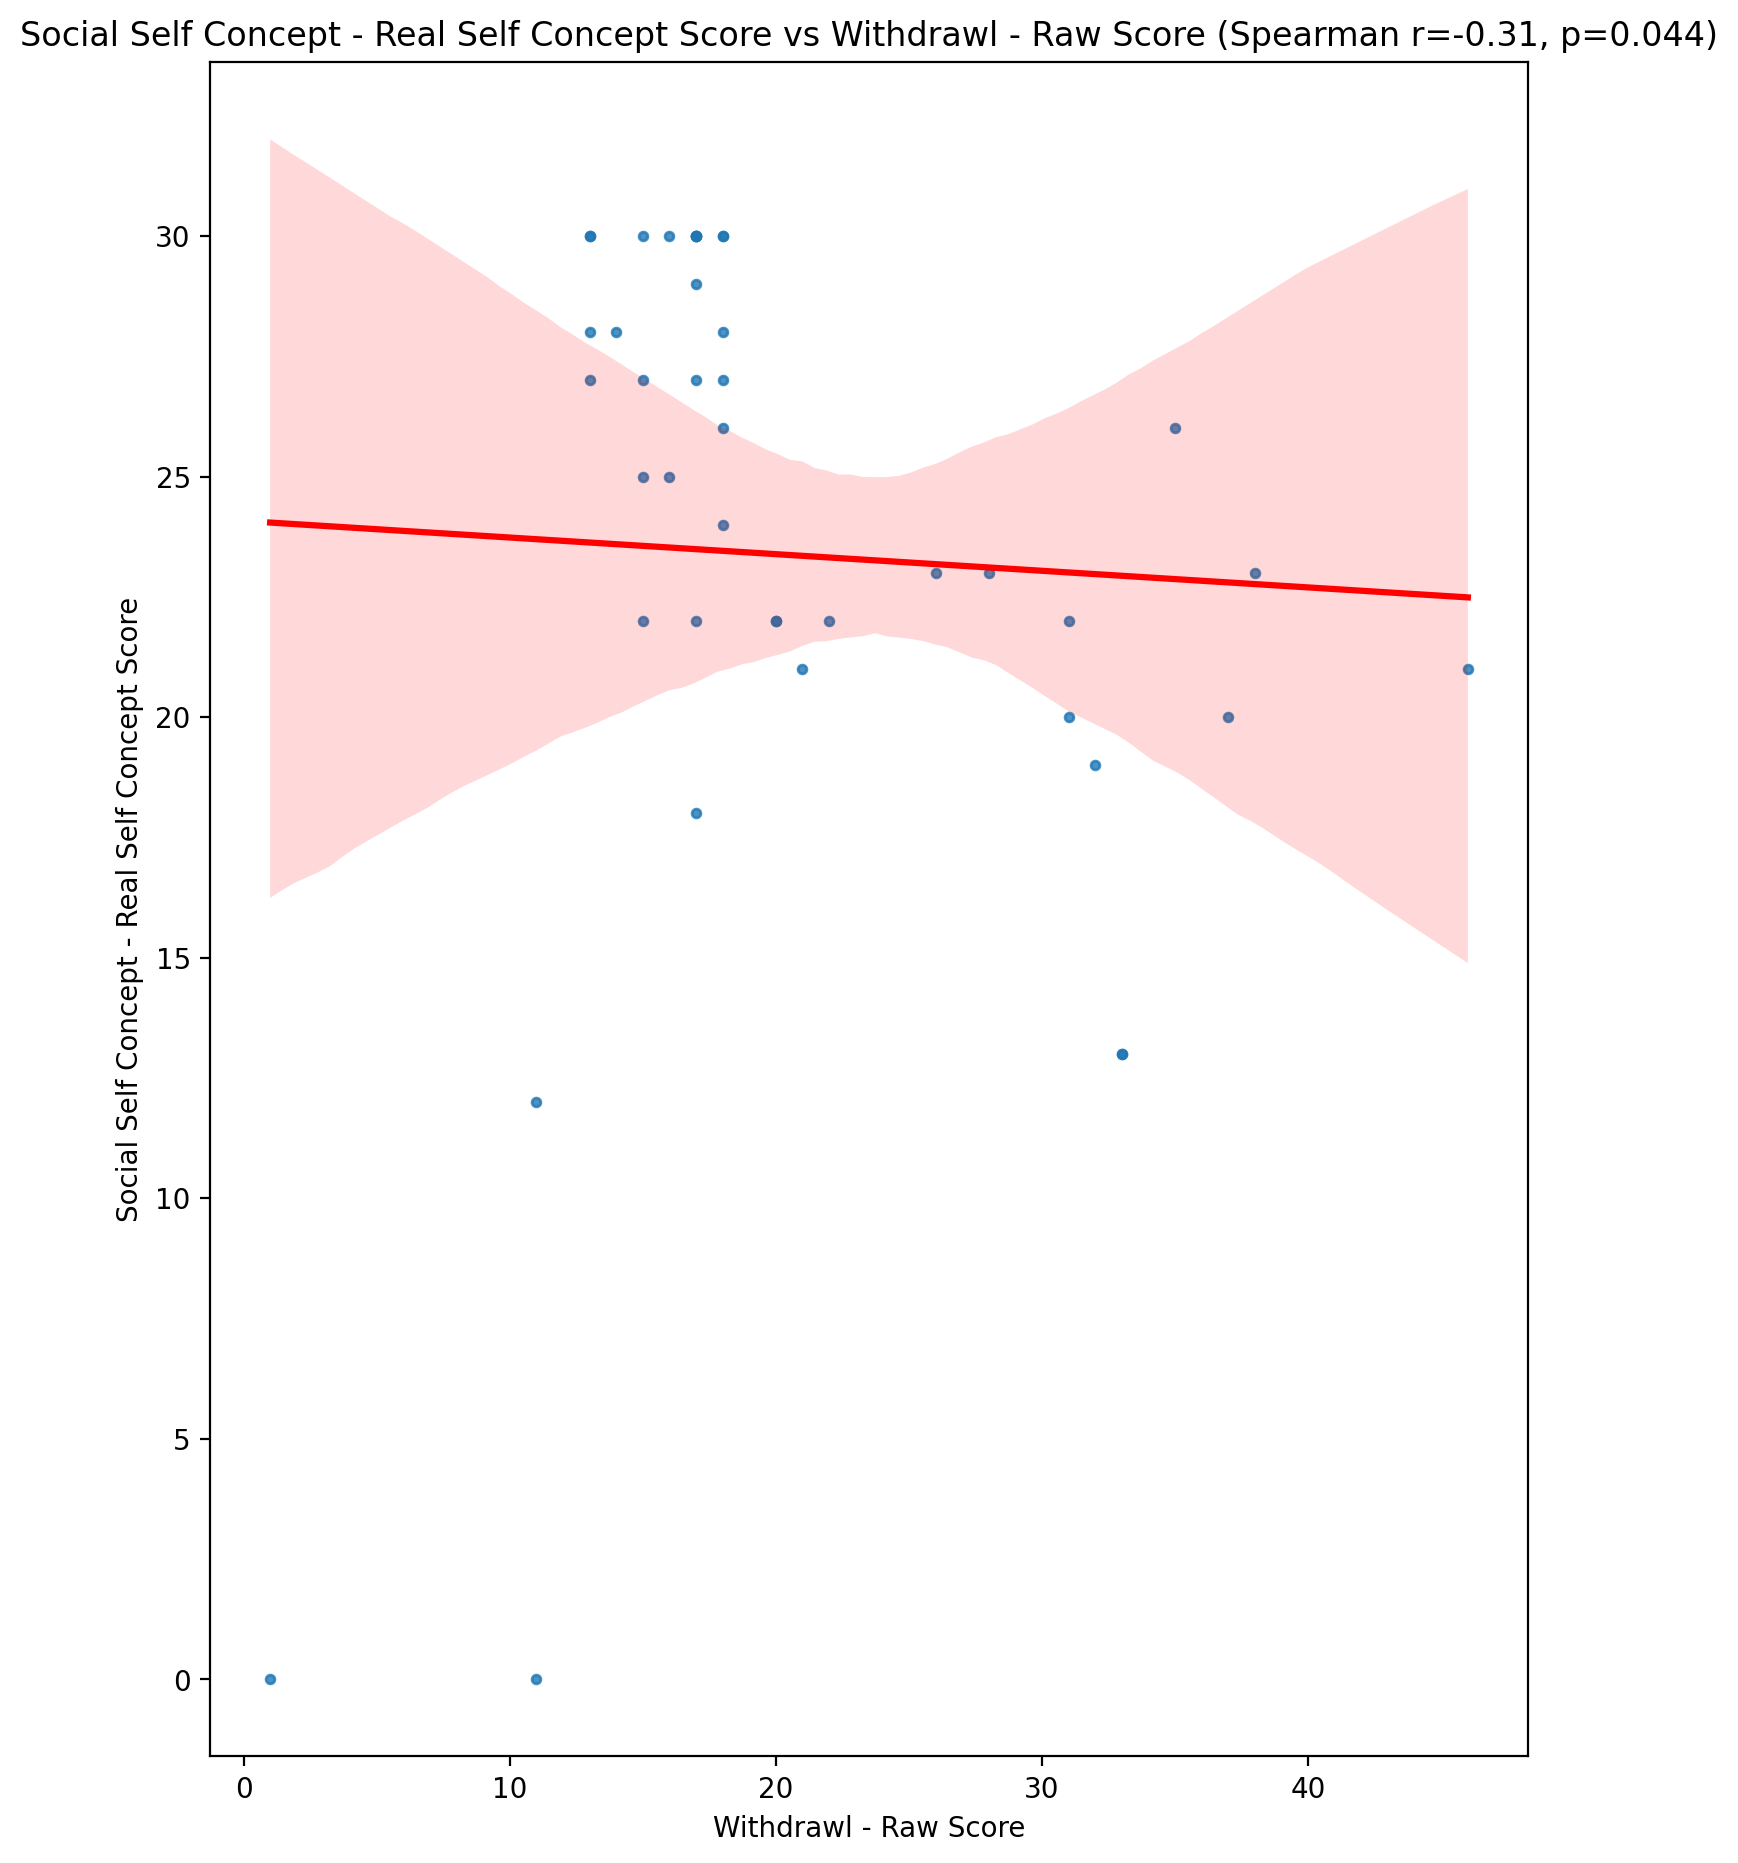 Social Self Concept - Real Self Concept Score vs Withdrawl - Raw Score (Spearman r=-0.31, p=0.044)
Social Self Concept - Real Self Concept Score
30
25
20
15
10
5
0
0 10 20 30 40
Withdrawl - Raw Score